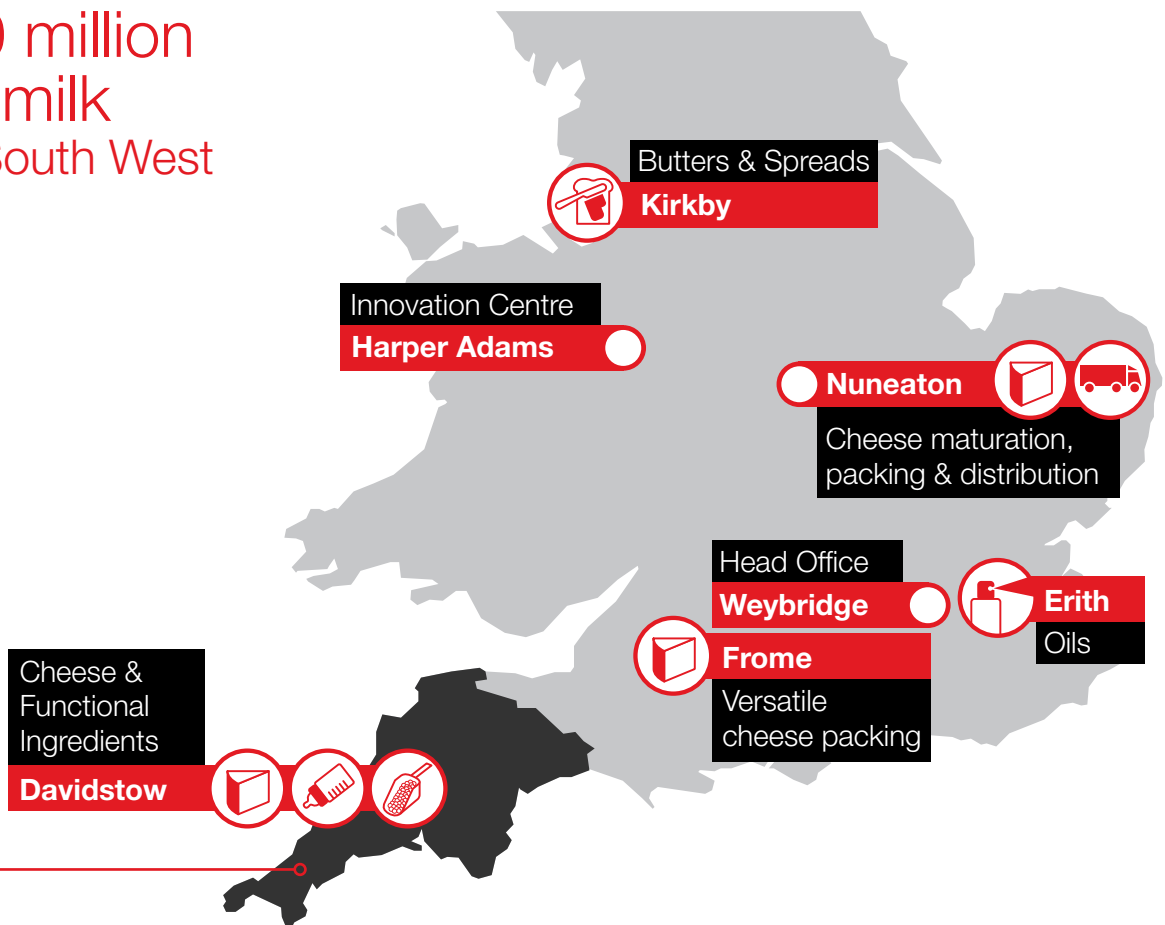 million
milk
South West
Butters & Spreads
Kirkby
Innovation Centre
Harper Adams
Nuneaton
Cheese maturation,
packing & distribution
Head Office
Weybridge
Erith
Oils
Frome
Versatile
cheese packing
Cheese &
Functional
Ingredients
Davidstow